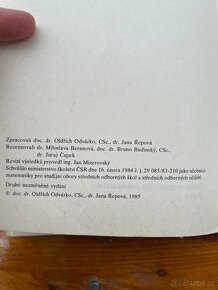 Zpracovali doc. dr. Oldřich Odvárko, CSc., dr. Jana Řepová
Recenzovali dr. Miloslava Beranová, doc. dr. Bruno Budinský, CSc.,
dr. Juraj Čapek
Revizi výsledků provedl ing. Jan Mizerovský
Schválilo ministerstvo školství ČSR dne 16. února 1984 č. j. 29 085/83-210 jako učebnici
matematiky pro studijní obory středních odborných škol a středních odborných učilišť.
Druhé nezměněné vydání
© doc. dr. Oldřich Odvárko, CSc., dr. Jana Řepová, 1985